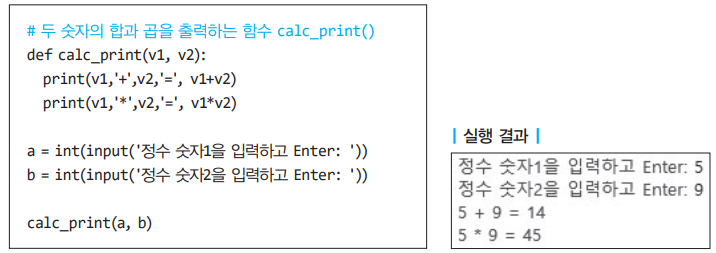 # 두 숫자의 합과 곱을 출력하는 함수 calc_print()
def calc_print(v1, v2):
  print(v1,'+',v2,'=', v1+v2)
  print(v1,'*',v2,'=', v1*v2)
a = int(input('정수 숫자1을 입력하고 Enter: '))
b = int(input('정수 숫자2을 입력하고 Enter: '))
calc_print(a, b)
| 실행 결과 |
정수 숫자1을 입력하고 Enter: 5
정수 숫자2을 입력하고 Enter: 9
5 + 9 = 14
5 * 9 = 45